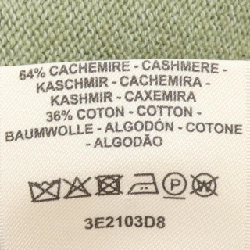 64% CACHEMIRE - CASHMERE -
KASCHMIR - CACHEMIRA -
KASHMIR - CAXEMIRA
36% COTON - COTTON -
BAUMWOLLE - ALGODÓN - COTONE
- ALGODÃO
P W
3E2103D8